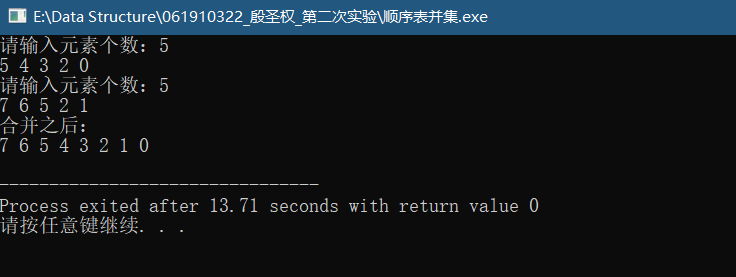 E:\Data Structure\061910322_殷圣权_第二次实验\顺序表并集.exe
请输入元素个数：5
5 4 3 2 0
请输入元素个数：5
7 6 5 2 1
合并之后：
7 6 5 4 3 2 1 0
--------------------------------
Process exited after 13.71 seconds with return value 0
请按任意键继续. . .